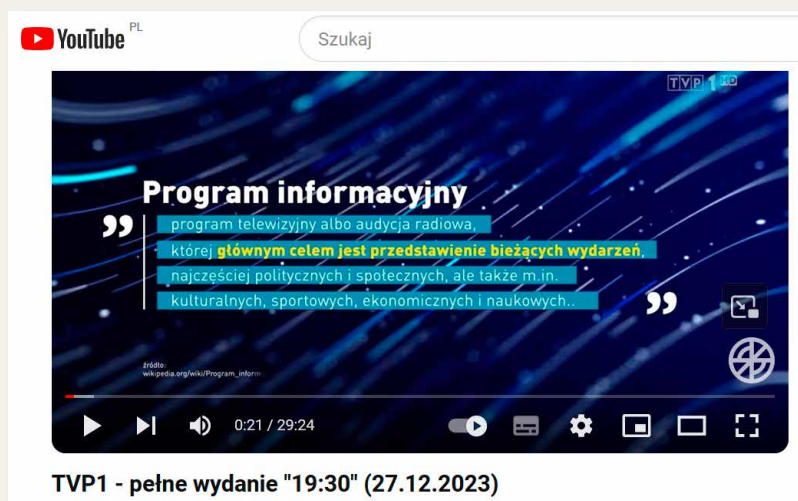 YouTube PL
Szukaj
TVP 1 HD
Program informacyjny
" program telewizyjny albo audycja radiowa,
której głównym celem jest przedstawienie bieżących wydarzeń,
najczęściej politycznych i społecznych, ale także m.in.
kulturalnych, sportowych, ekonomicznych i naukowych.. "
źródło:
wikipedia.org/wiki/Program_inform
0:21 / 29:24
TVP1 - pełne wydanie "19:30" (27.12.2023)